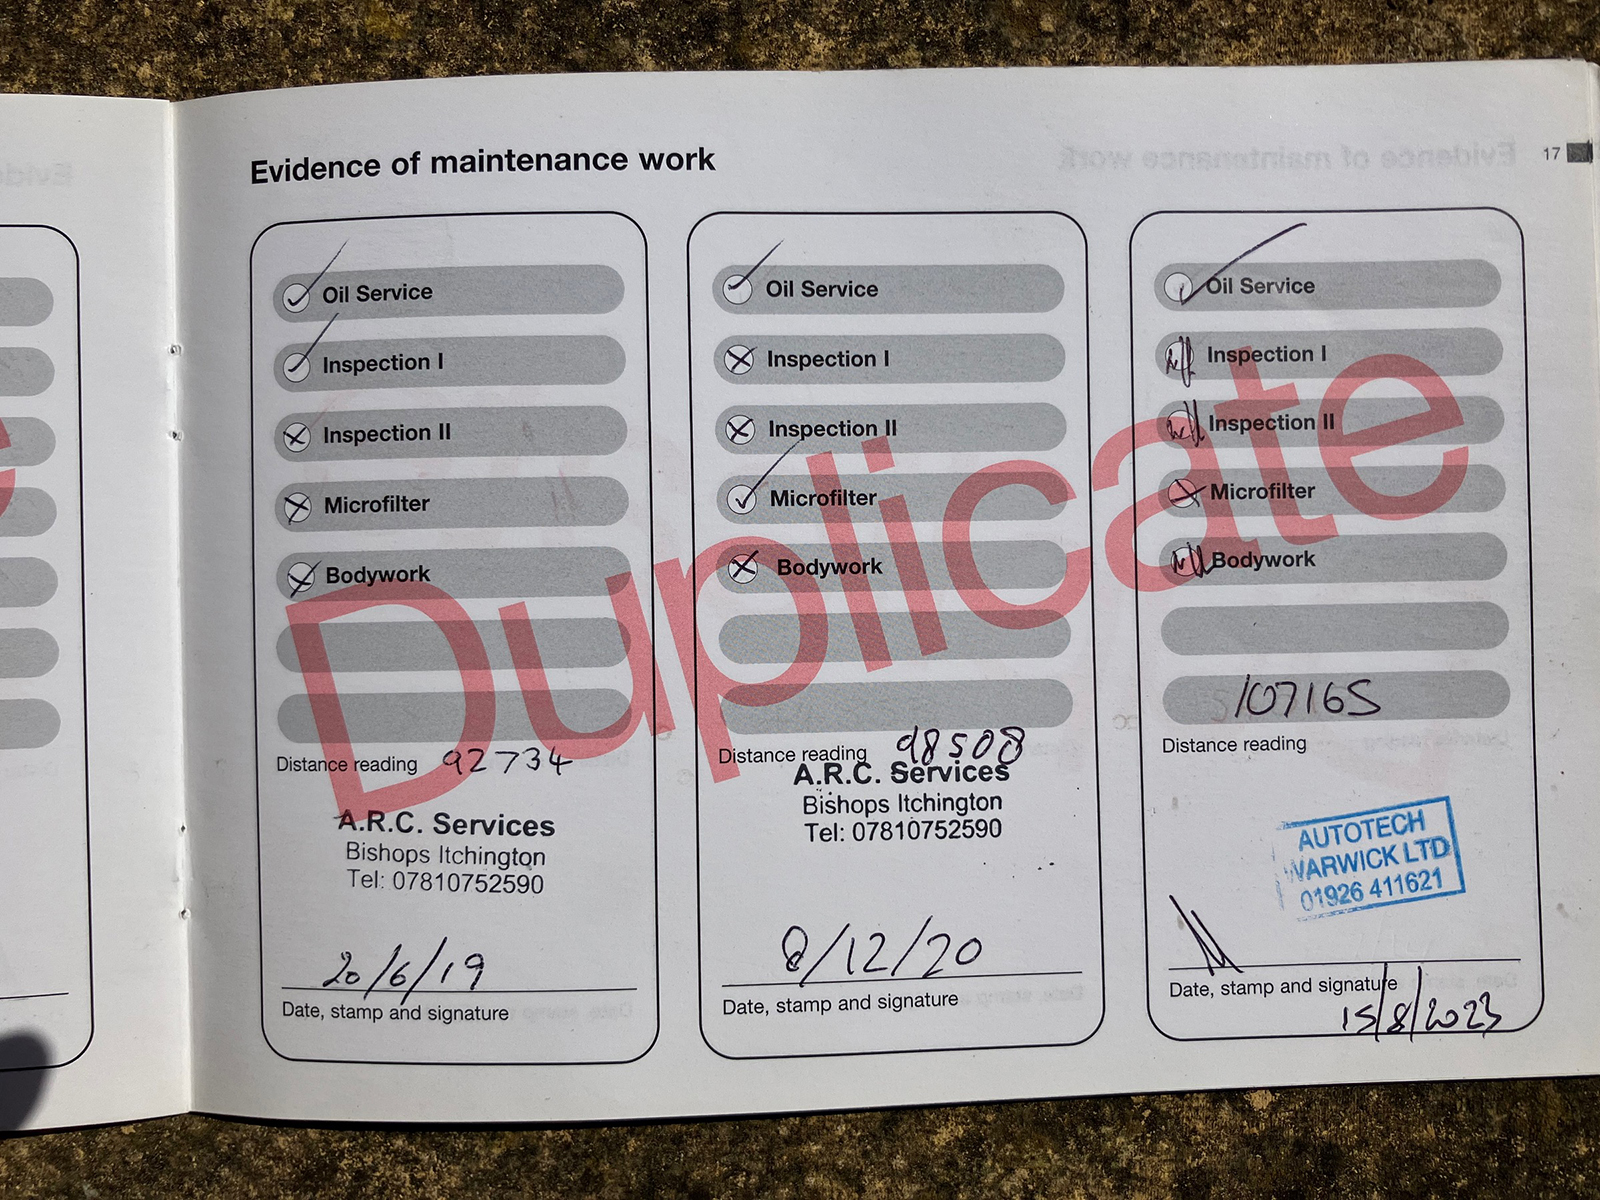 Evidence of maintenance work
17
Oil Service
Inspection I
Inspection II
Microfilter
Bodywork
Distance reading 92734
A.R.C. Services
Bishops Itchington
Tel: 07810752590
20/6/19
Date, stamp and signature
Oil Service
Inspection I
Inspection II
Microfilter
Bodywork
Distance reading 98508
A.R.C. Services
Bishops Itchington
Tel: 07810752590
8/12/20
Date, stamp and signature
Oil Service
Inspection I
Inspection II
Microfilter
Bodywork
107165
Distance reading
AUTOTECH
WARWICK LTD
01926 411621
Date, stamp and signature
15/8/2023
Duplicate